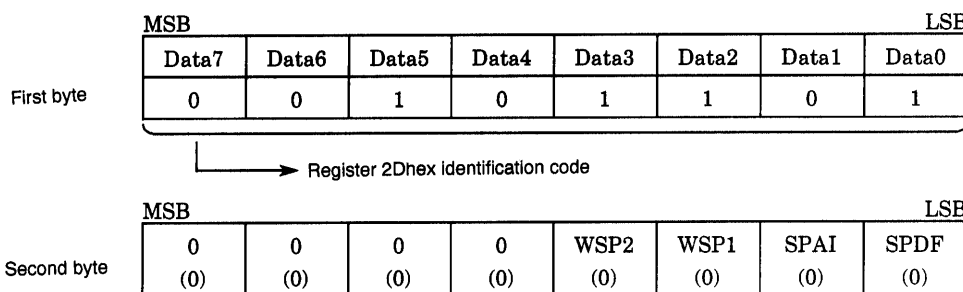 MSB LSB
Data7 Data6 Data5 Data4 Data3 Data2 Data1 Data0
First byte 0 0 1 0 1 1 0 1
Register 2Dhex identification code
MSB LSB
0 0 0 0 WSP2 WSP1 SPAI SPDF
Second byte
(0) (0) (0) (0) (0) (0) (0) (0)